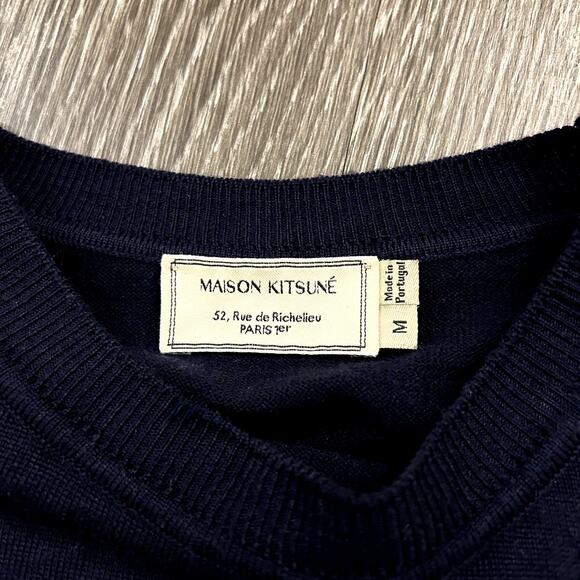 MAISON KITSUNÉ
52, Rue de Richelieu
PARIS 1er
Made in
Portugal
M